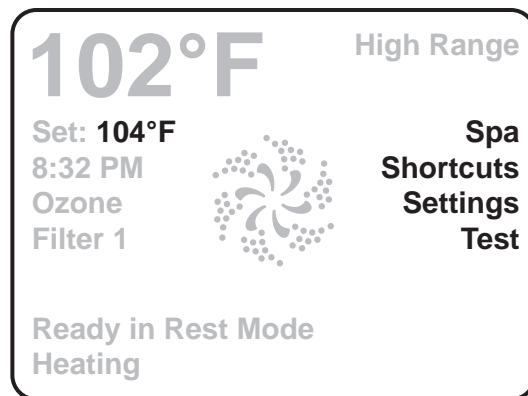 102°F
High Range
Set: 104°F
Spa
8:32 PM
Shortcuts
Ozone
Settings
Filter 1
Test
Ready in Rest Mode
Heating